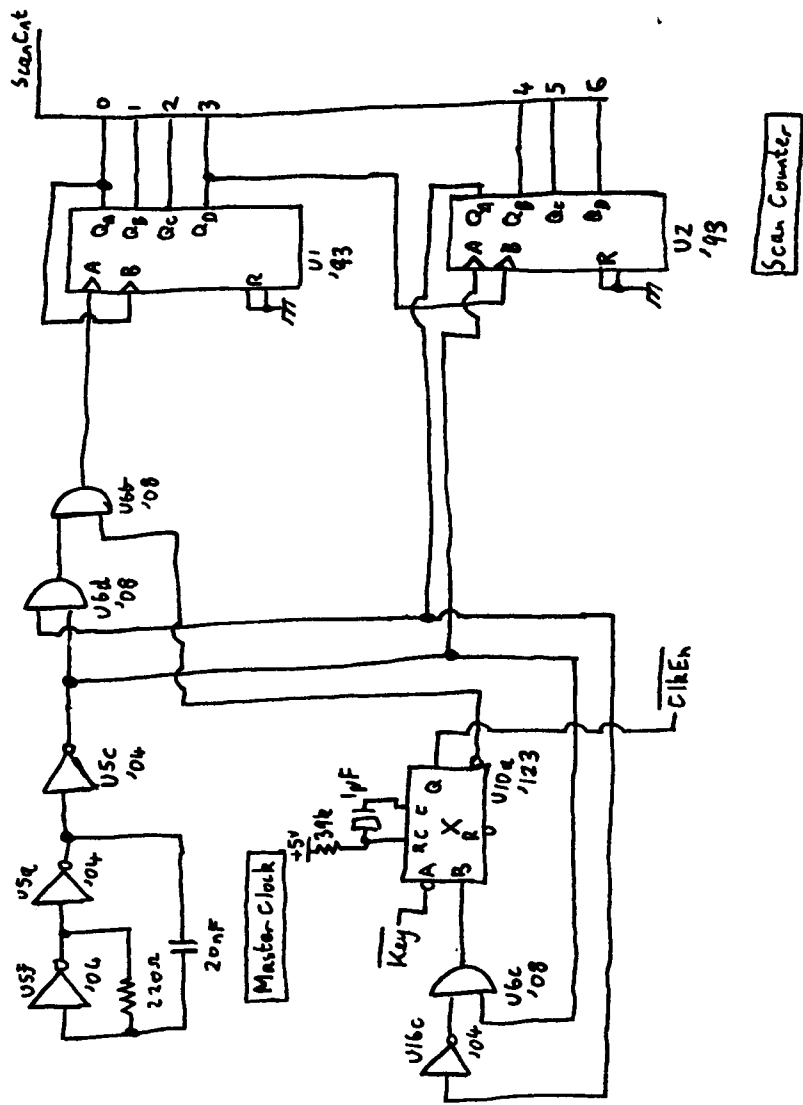 ScanCnt
0
1
2
3
4
5
6
QA
QB
QC
QD
A
B
R
U1
'93
QA
QB
QC
QD
A
B
R
U2
'93
Scan Counter
U6b
'08
U6d
'08
U5c
'04
U5a
'04
U5f
'04
220Ω
20nF
Master Clock
+5v
39k
1µF
RC
C
A
B
Q
X
R
U10a
'123
ClkEn
Key
U6c
'08
U16c
'04